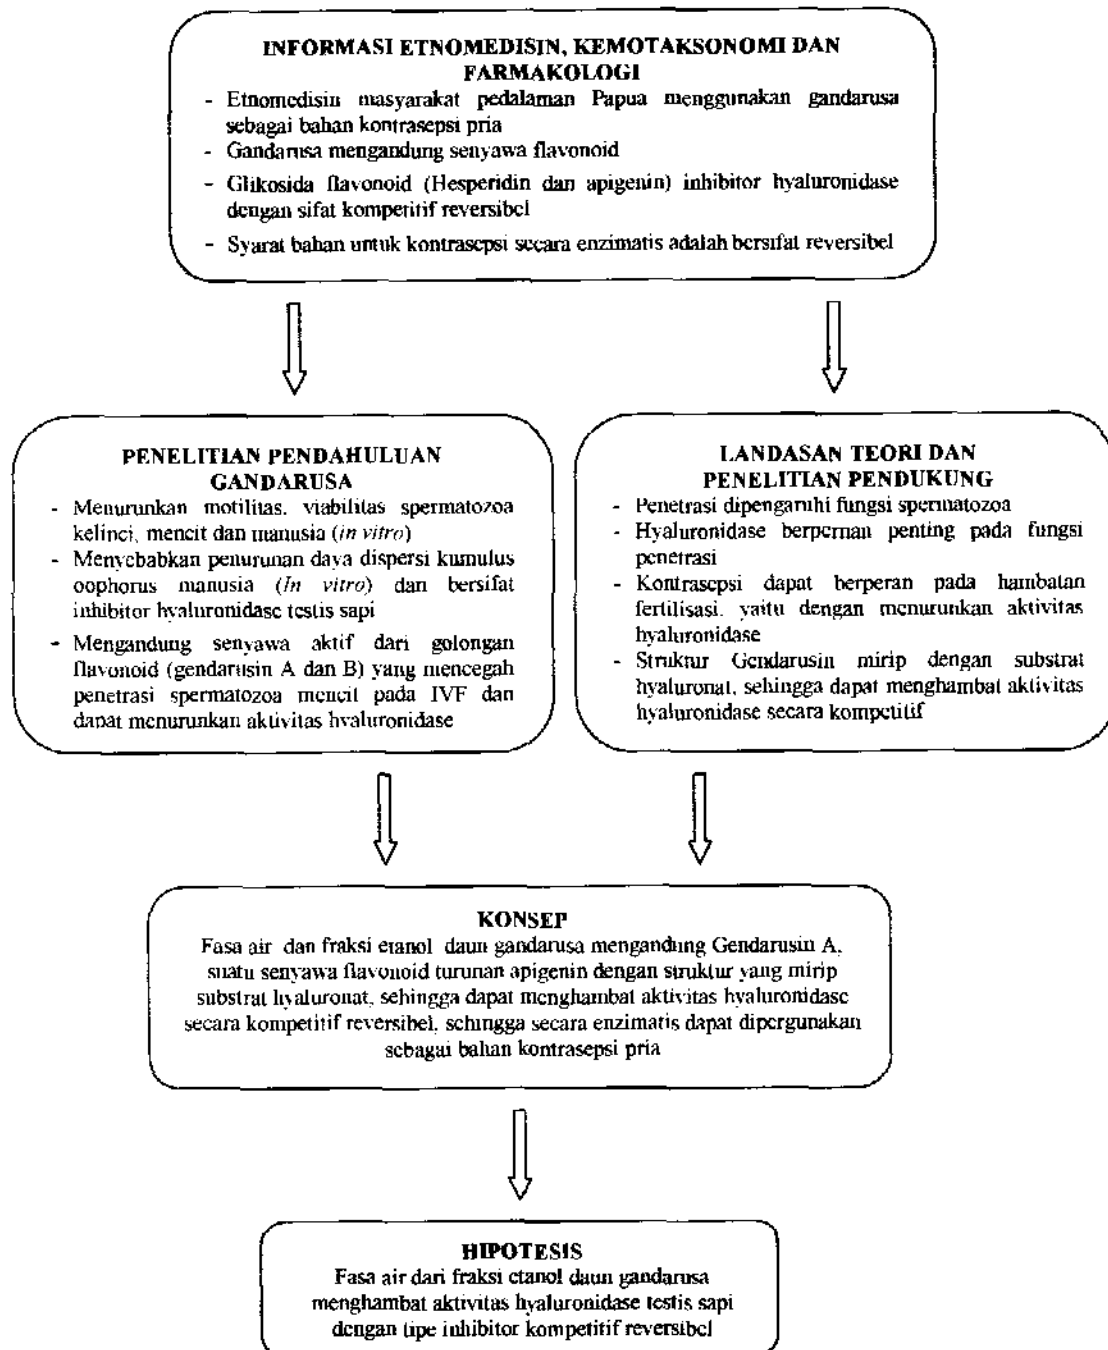 INFORMASI ETNOMEDISIN, KEMOTAKSONOMI DAN
FARMAKOLOGI
- Etnomedisin masyarakat pedalaman Papua menggunakan gandarusa
sebagai bahan kontrasepsi pria
- Gandarusa mengandung senyawa flavonoid
- Glikosida flavonoid (Hesperidin dan apigenin) inhibitor hyaluronidase
dengan sifat kompetitif reversibel
- Syarat bahan untuk kontrasepsi secara enzimatis adalah bersifat reversibel
PENELITIAN PENDAHULUAN
GANDARUSA
- Menurunkan motilitas, viabilitas spermatozoa
kelinci, mencit dan manusia (in vitro)
- Menyebabkan penurunan daya dispersi kumulus
oophorus manusia (In vitro) dan bersifat
inhibitor hyaluronidase testis sapi
- Mengandung senyawa aktif dari golongan
flavonoid (gendarusin A dan B) yang mencegah
penetrasi spermatozoa mencit pada IVF dan
dapat menurunkan aktivitas hyaluronidase
LANDASAN TEORI DAN
PENELITIAN PENDUKUNG
- Penetrasi dipengaruhi fungsi spermatozoa
- Hyaluronidase berperan penting pada fungsi
penetrasi
- Kontrasepsi dapat berperan pada hambatan
fertilisasi, yaitu dengan menurunkan aktivitas
hyaluronidase
- Struktur Gendarusin mirip dengan substrat
hyaluronat, sehingga dapat menghambat aktivitas
hyaluronidase secara kompetitif
KONSEP
Fasa air dan fraksi etanol daun gandarusa mengandung Gendarusin A,
suatu senyawa flavonoid turunan apigenin dengan struktur yang mirip
substrat hyaluronat, sehingga dapat menghambat aktivitas hyaluronidase
secara kompetitif reversibel, sehingga secara enzimatis dapat dipergunakan
sebagai bahan kontrasepsi pria
HIPOTESIS
Fasa air dari fraksi etanol daun gandarusa
menghambat aktivitas hyaluronidase testis sapi
dengan tipe inhibitor kompetitif reversibel